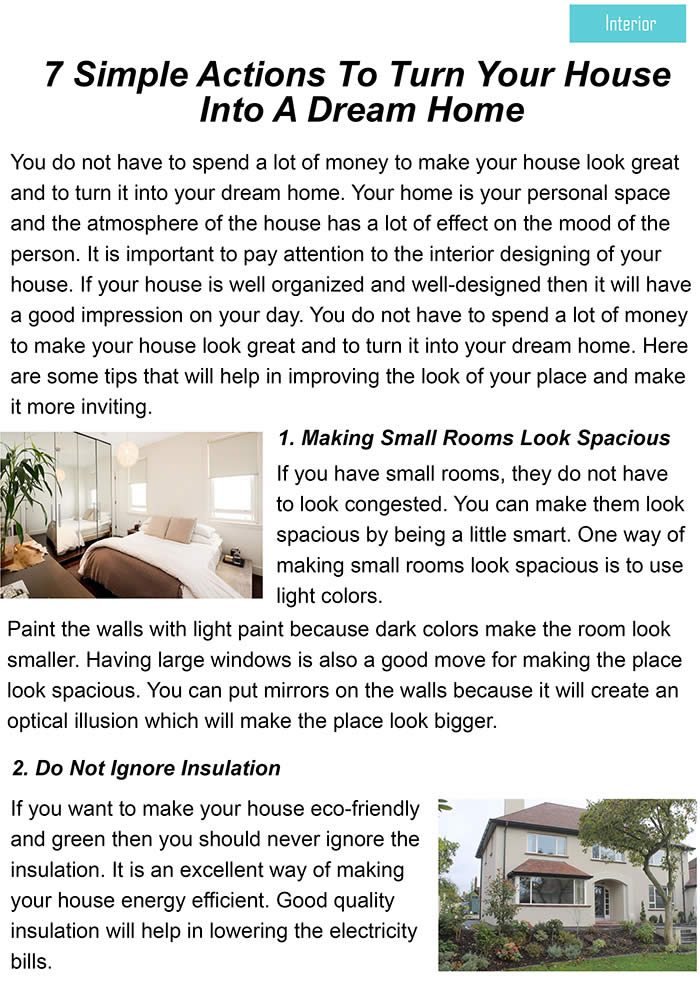 Interior
7 Simple Actions To Turn Your House
Into A Dream Home
You do not have to spend a lot of money to make your house look great
and to turn it into your dream home. Your home is your personal space
and the atmosphere of the house has a lot of effect on the mood of the
person. It is important to pay attention to the interior designing of your
house. If your house is well organized and well-designed then it will have
a good impression on your day. You do not have to spend a lot of money
to make your house look great and to turn it into your dream home. Here
are some tips that will help in improving the look of your place and make
it more inviting.
1. Making Small Rooms Look Spacious
If you have small rooms, they do not have
to look congested. You can make them look
spacious by being a little smart. One way of
making small rooms look spacious is to use
light colors.
Paint the walls with light paint because dark colors make the room look
smaller. Having large windows is also a good move for making the place
look spacious. You can put mirrors on the walls because it will create an
optical illusion which will make the place look bigger.
2. Do Not Ignore Insulation
If you want to make your house eco-friendly
and green then you should never ignore the
insulation. It is an excellent way of making
your house energy efficient. Good quality
insulation will help in lowering the electricity
bills.